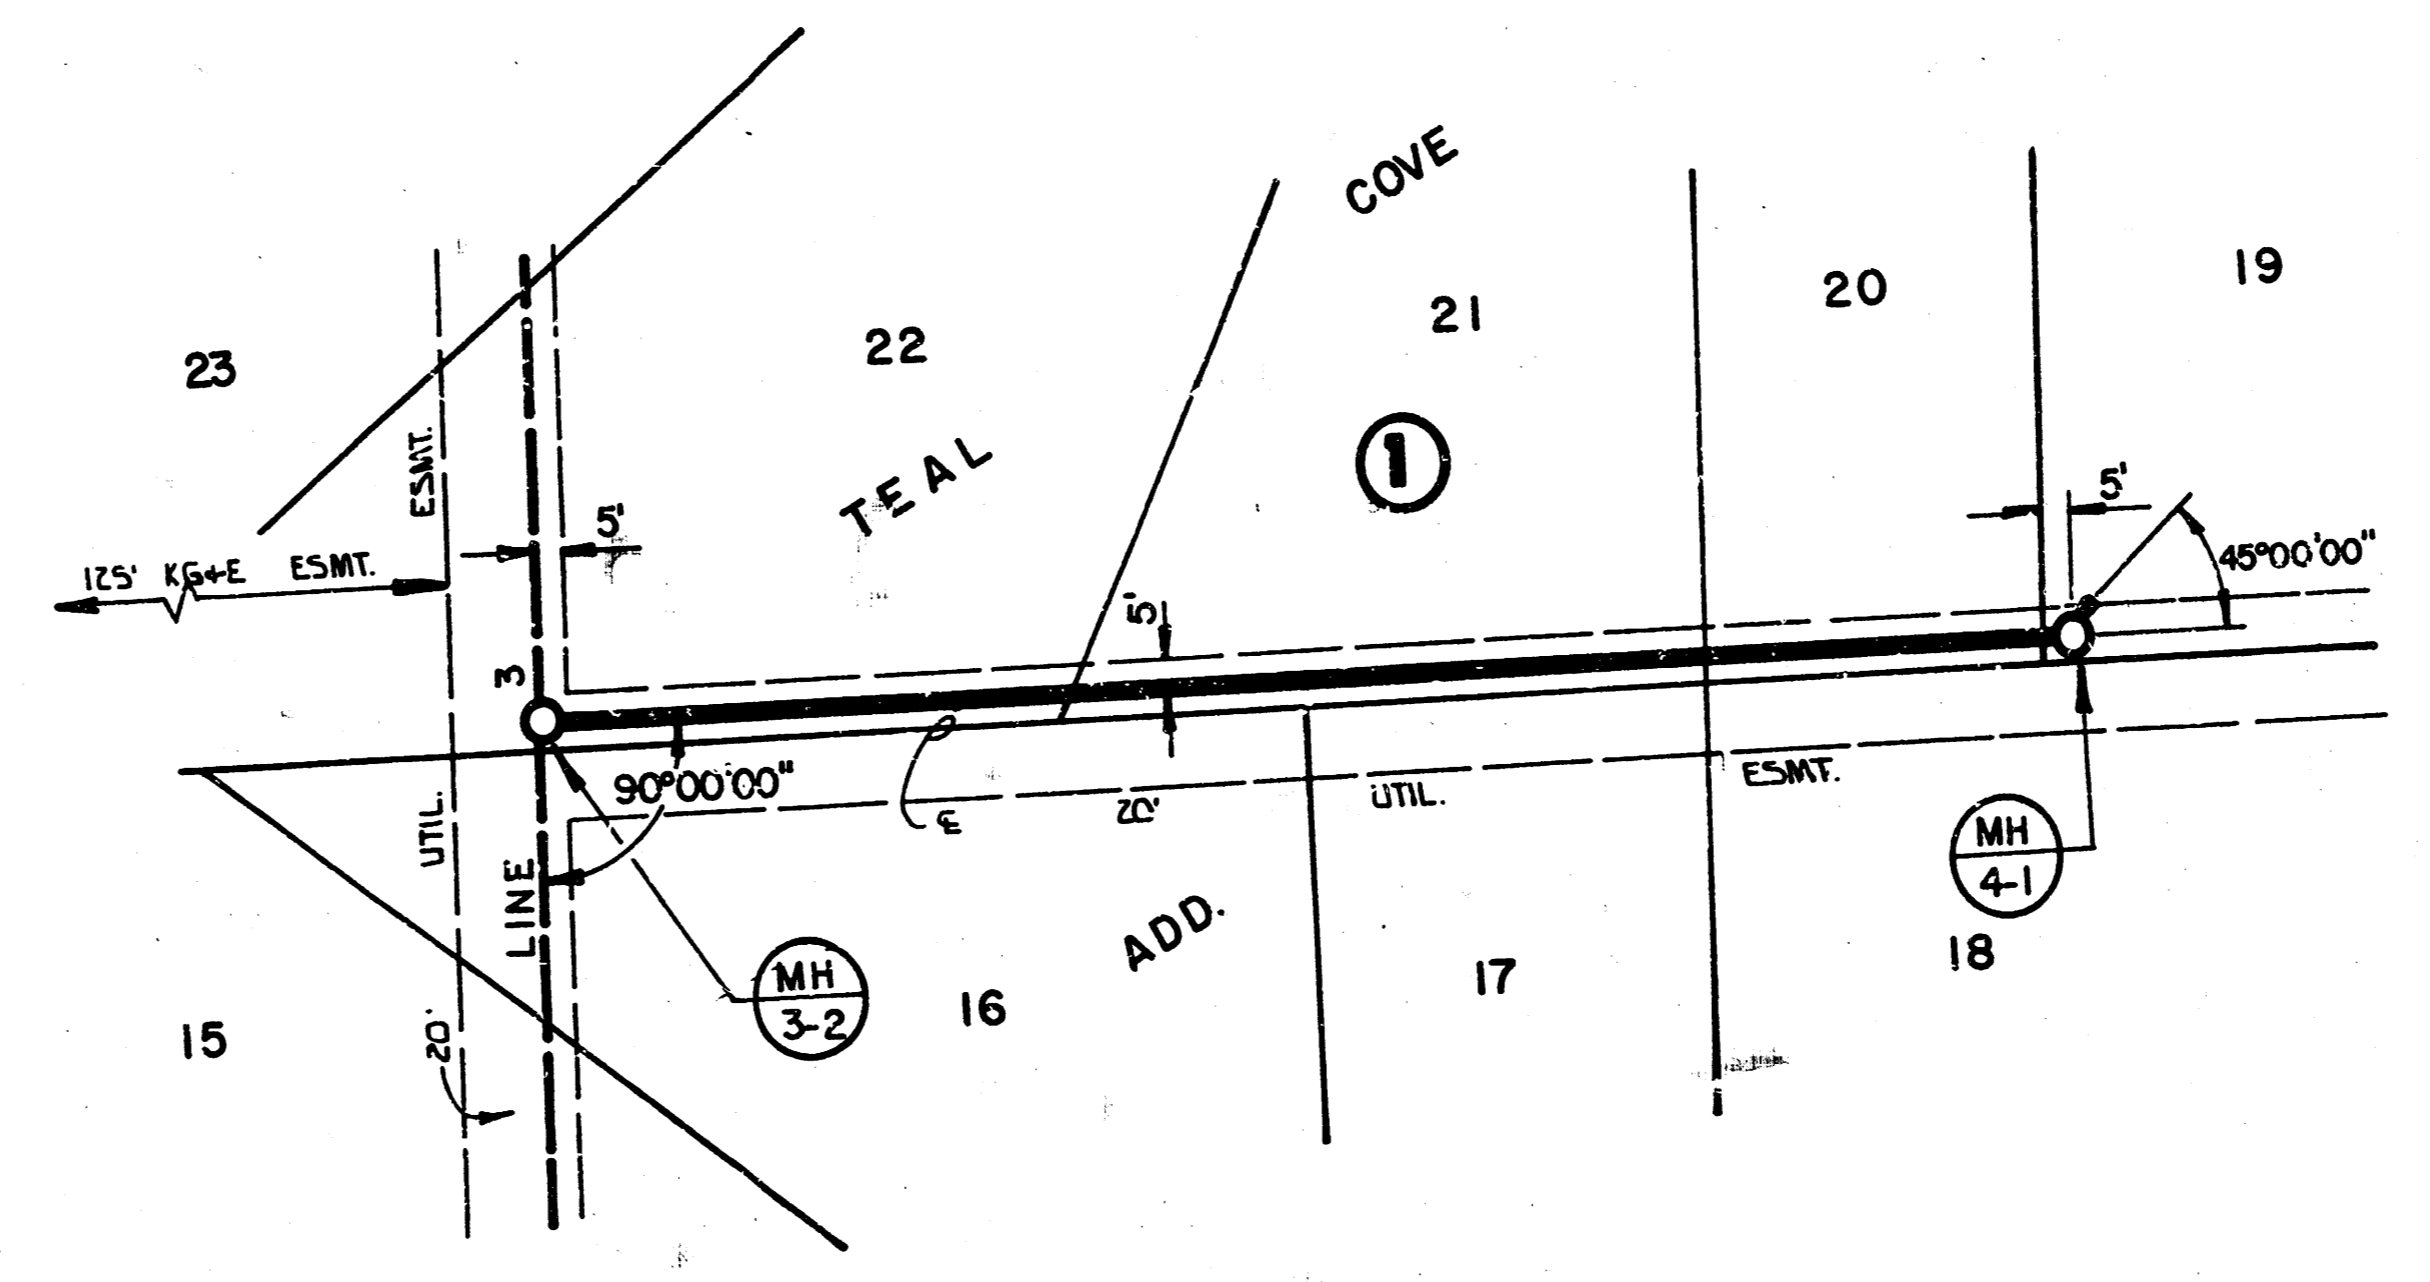 COVE
19
20
21
22
23
ESMT.
TEAL
1
5'
5'
45°00'00"
125' KG&E ESMT.
5'
3
90°00'00"
UTIL.
LINE
20'
℄
20' UTIL. ESMT.
MH
4-1
ADD.
18
17
16
MH
3-2
15